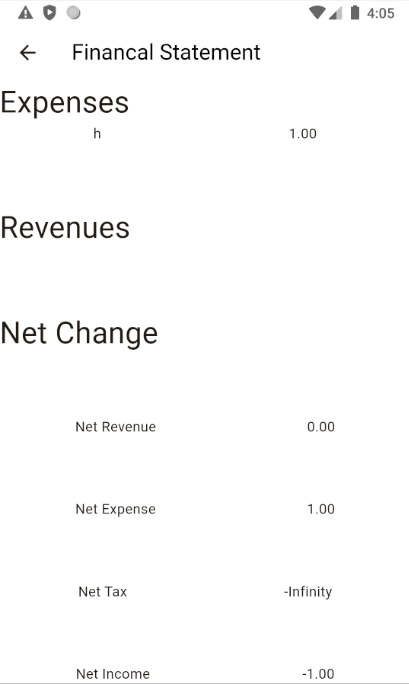 4:05
Financal Statement
Expenses
h 1.00
Revenues
Net Change
Net Revenue 0.00
Net Expense 1.00
Net Tax -Infinity
Net Income -1.00